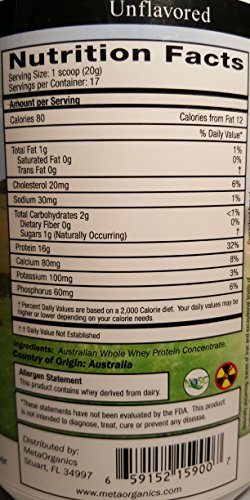 Unflavored
Nutrition Facts
Serving Size: 1 scoop (20g)
Servings per Container: 17
Amount per Serving
Calories 80 Calories from Fat 12
% Daily Value*
Total Fat 1g 1%
Saturated Fat 0g 0%
Trans Fat 0g †
Cholesterol 20mg 6%
Sodium 30mg 1%
Total Carbohydrates 2g <1%
Dietary Fiber 0g 0%
Sugars 1g (Naturally Occurring) †
Protein 16g 32%
Calcium 80mg 8%
Potassium 100mg 3%
Phosphorus 60mg 6%
† Percent Daily Values are based on a 2,000 Calorie diet. Your daily values may be
higher or lower depending on your calorie needs.
† † Daily Value Not Established
Ingredients: Australian Whole Whey Protein Concentrate.
Country of Origin: Australia
Allergen Statement
This product contains whey derived from dairy.
*These statements have not been evaluated by the FDA. This product
is not intended to diagnose, treat, cure or prevent any disease.
Distributed by:
MetaOrganics
Stuart, FL 34997
6 59152 15900 7
www.metaorganics.com